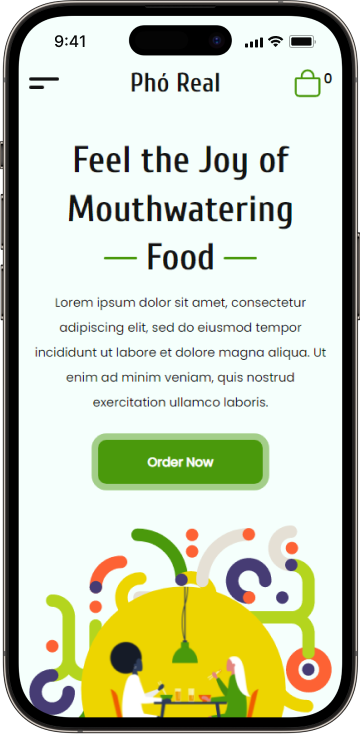 9:41
Phó Real
0
Feel the Joy of
Mouthwatering
Food
Lorem ipsum dolor sit amet, consectetur
adipiscing elit, sed do eiusmod tempor
incididunt ut labore et dolore magna aliqua. Ut
enim ad minim veniam, quis nostrud
exercitation ullamco laboris.
Order Now